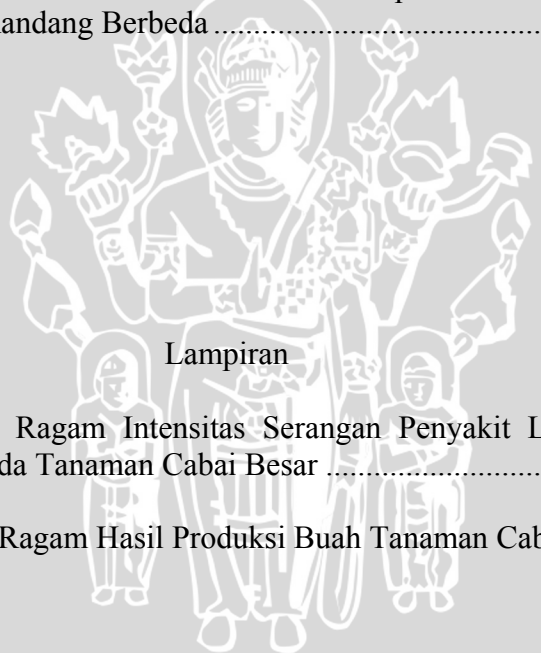 andang Berbeda ........................................
Lampiran
Ragam Intensitas Serangan Penyakit L
da Tanaman Cabai Besar ..........................
Ragam Hasil Produksi Buah Tanaman Cab